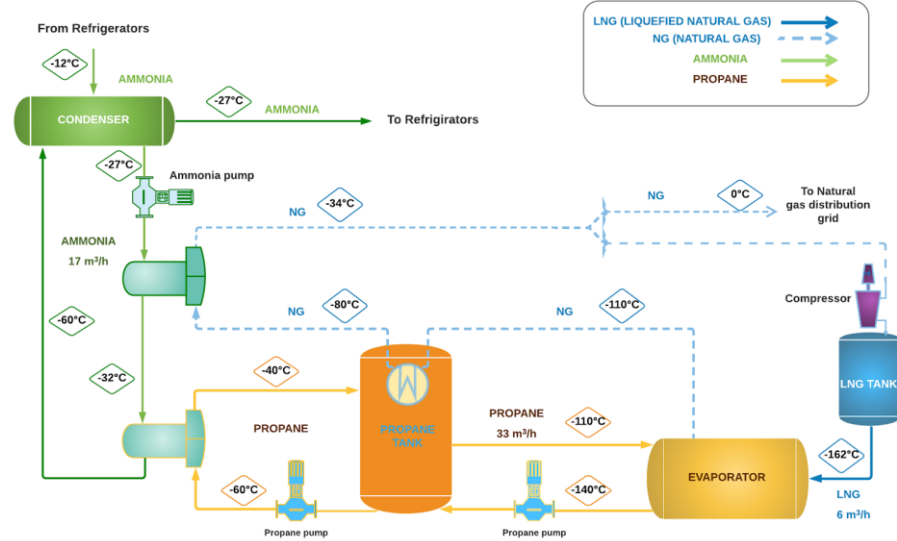 From Refrigerators
-12°C
AMMONIA
CONDENSER
-27°C
AMMONIA
To Refrigirators
-27°C
Ammonia pump
AMMONIA
17 m³/h
-60°C
-32°C
LNG (LIQUEFIED NATURAL GAS)
NG (NATURAL GAS)
AMMONIA
PROPANE
NG
-34°C
NG
0°C
To Natural
gas distribution
grid
Compressor
NG
-80°C
NG
-110°C
LNG TANK
-40°C
PROPANE
PROPANE
TANK
PROPANE
33 m³/h
-110°C
EVAPORATOR
-162°C
LNG
6 m³/h
-60°C
Propane pump
-140°C
Propane pump